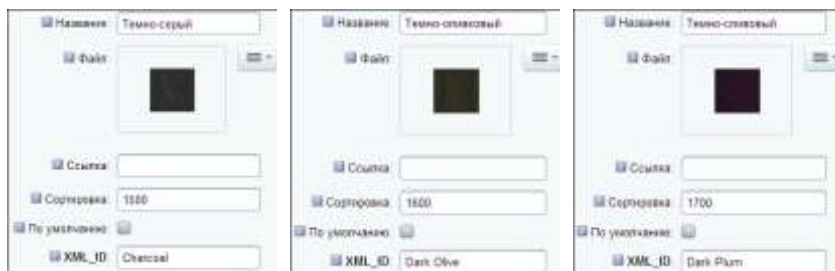 Название: Темно-серый
Файл:
Ссылка:
Сортировка: 1500
По умолчанию:
XML_ID: Charcoal
Название: Темно-оливковый
Файл:
Ссылка:
Сортировка: 1600
По умолчанию:
XML_ID: Dark Olive
Название: Темно-сливовый
Файл:
Ссылка:
Сортировка: 1700
По умолчанию:
XML_ID: Dark Plum